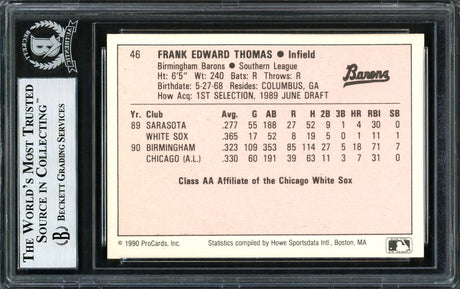 THE WORLD'S MOST TRUSTED
SOURCE IN COLLECTING™
BECKETT GRADING SERVICES
46 FRANK EDWARD THOMAS • Infield
Birmingham Barons • Southern League
Ht: 6'5" Wt: 240 Bats: R Throws: R
Birthdate: 5-27-68 Resides: COLUMBUS, GA
How Acq: 1ST SELECTION, 1989 JUNE DRAFT
Barons
Yr. Club Avg. G AB R H 2B 3B HR RBI SB
89 SARASOTA .277 55 188 27 52 9 1 4 30 0
WHITE SOX .365 17 52 8 19 5 0 1 11 1
90 BIRMINGHAM .323 109 353 85 114 27 5 18 71 7
CHICAGO (A.L.) .330 60 191 39 63 11 3 7 31 0
Class AA Affiliate of the Chicago White Sox
© 1990 ProCards, Inc. Statistics compiled by Howe Sportsdata Intl., Boston, MA